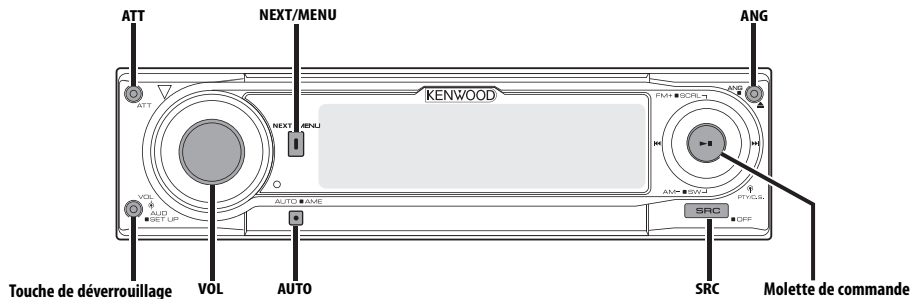 ATT
NEXT/MENU
ANG
KENWOOD
ATT
FM+ ■SCRL
ANG
■
▲
NEXT MENU
⏮ ►II ⏭
VOL
AUD
■SET UP
AUTO ■AME
AM− ■SW
PTY/C.S.
SRC
■OFF
Touche de déverrouillage
VOL
AUTO
SRC
Molette de commande